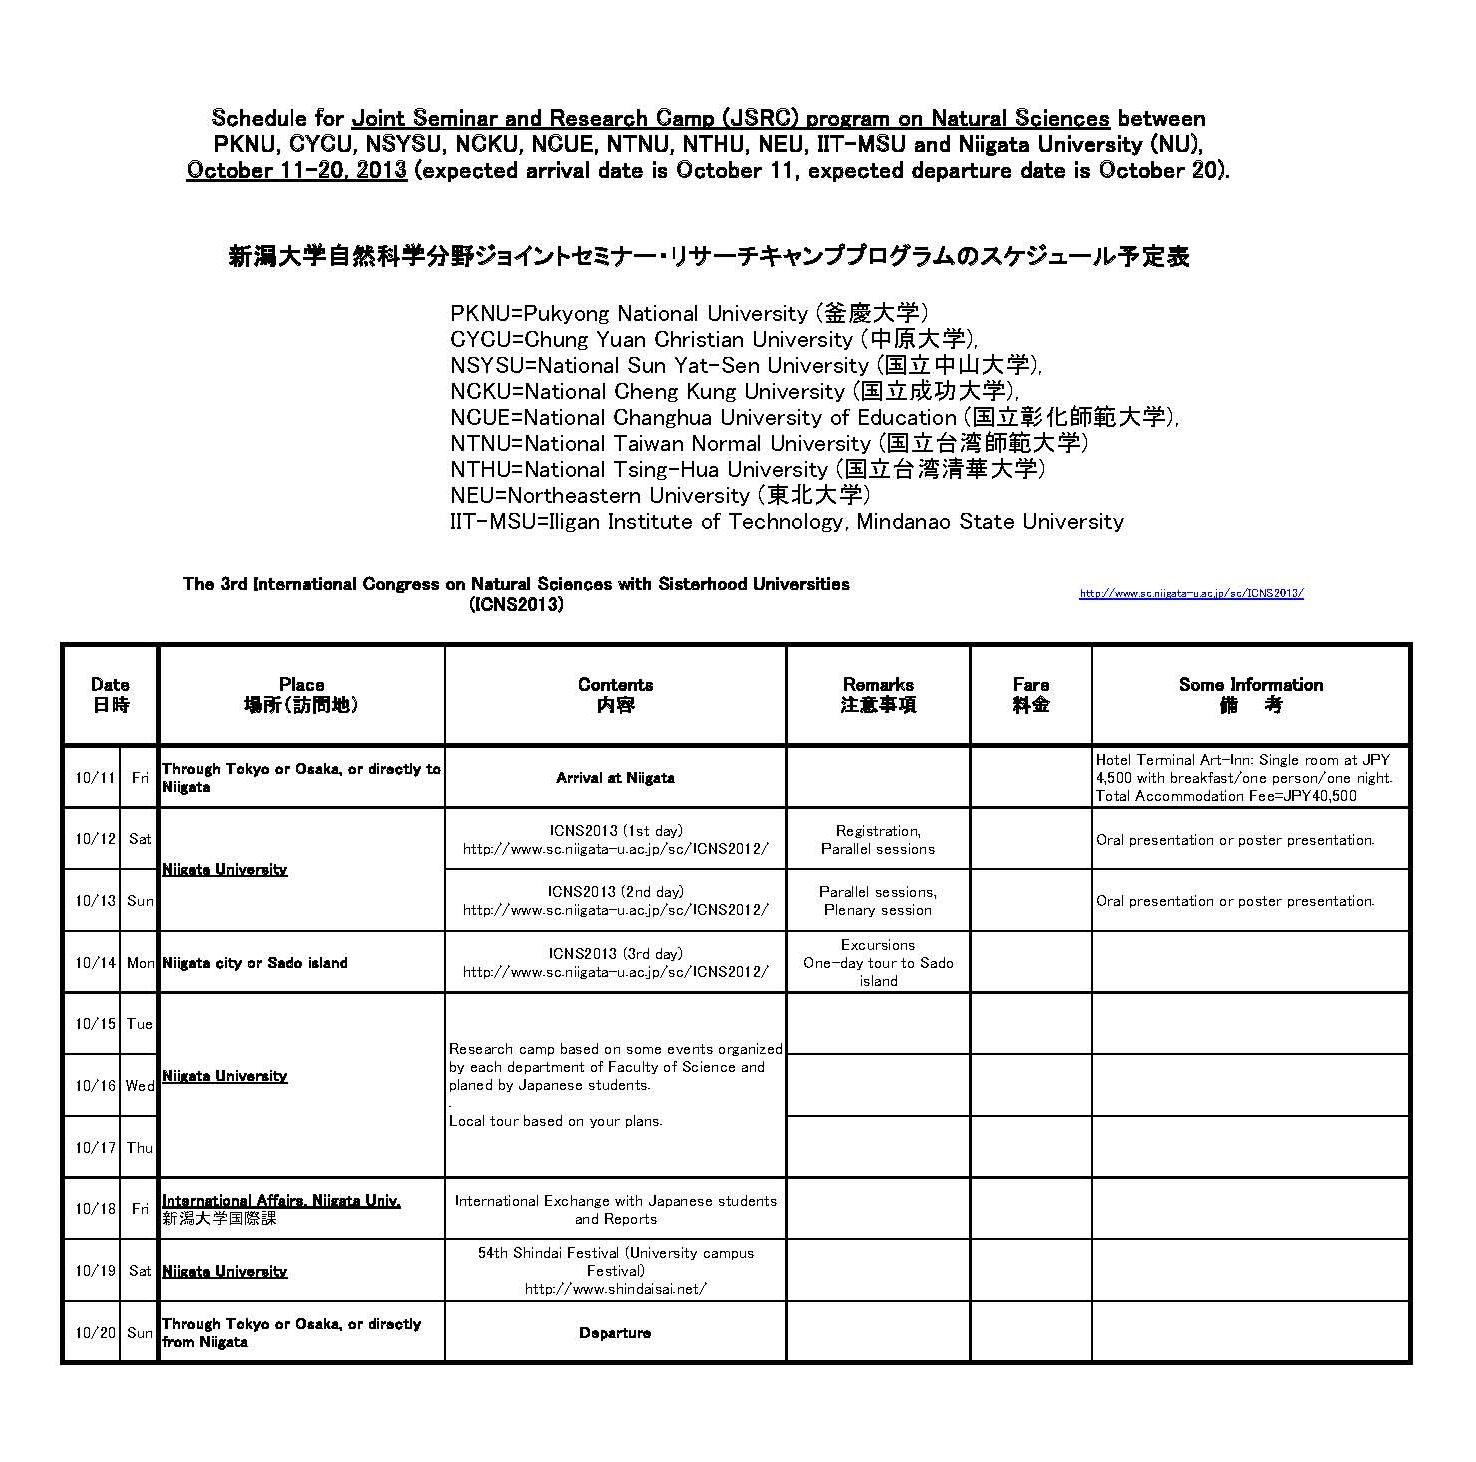 Schedule for Joint Seminar and Research Camp (JSRC) program on Natural Sciences between
PKNU, CYCU, NSYSU, NCKU, NCUE, NTNU, NTHU, NEU, IIT-MSU and Niigata University (NU),
October 11-20, 2013 (expected arrival date is October 11, expected departure date is October 20).
新潟大学自然科学分野ジョイントセミナー・リサーチキャンププログラムのスケジュール予定表
PKNU=Pukyong National University (釜慶大学)
CYCU=Chung Yuan Christian University (中原大学),
NSYSU=National Sun Yat-Sen University (国立中山大学),
NCKU=National Cheng Kung University (国立成功大学),
NCUE=National Changhua University of Education (国立彰化師範大学),
NTNU=National Taiwan Normal University (国立台湾師範大学)
NTHU=National Tsing-Hua University (国立台湾清華大学)
NEU=Northeastern University (東北大学)
IIT-MSU=Iligan Institute of Technology, Mindanao State University
The 3rd International Congress on Natural Sciences with Sisterhood Universities
(ICNS2013)
http://www.sc.niigata-u.ac.jp/sc/ICNS2013/
Date
日時
Place
場所(訪問地)
Contents
内容
Remarks
注意事項
Fare
料金
Some Information
備 考
10/11 Fri
Through Tokyo or Osaka, or directly to
Niigata
Arrival at Niigata
Hotel Terminal Art-Inn: Single room at JPY
4,500 with breakfast/one person/one night.
Total Accommodation Fee=JPY40,500
10/12 Sat
Niigata University
ICNS2013 (1st day)
http://www.sc.niigata-u.ac.jp/sc/ICNS2012/
Registration,
Parallel sessions
Oral presentation or poster presentation.
10/13 Sun
ICNS2013 (2nd day)
http://www.sc.niigata-u.ac.jp/sc/ICNS2012/
Parallel sessions,
Plenary session
Oral presentation or poster presentation.
10/14 Mon
Niigata city or Sado island
ICNS2013 (3rd day)
http://www.sc.niigata-u.ac.jp/sc/ICNS2012/
Excursions
One-day tour to Sado
island
10/15 Tue
Niigata University
Research camp based on some events organized
by each department of Faculty of Science and
planed by Japanese students.
.
Local tour based on your plans.
10/16 Wed
10/17 Thu
10/18 Fri
International Affairs, Niigata Univ.
新潟大学国際課
International Exchange with Japanese students
and Reports
10/19 Sat
Niigata University
54th Shindai Festival (University campus
Festival)
http://www.shindaisai.net/
10/20 Sun
Through Tokyo or Osaka, or directly
from Niigata
Departure